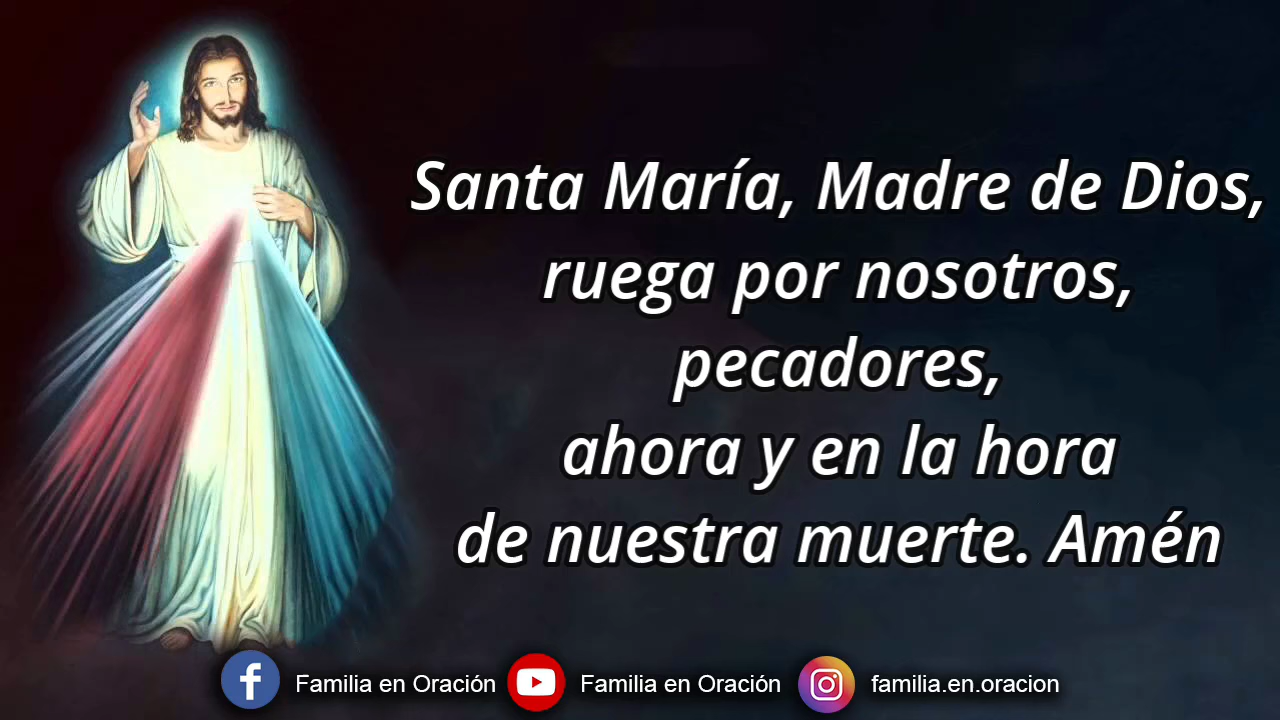 Santa María, Madre de Dios,
ruega por nosotros,
pecadores,
ahora y en la hora
de nuestra muerte. Amén
Familia en Oración
Familia en Oración
familia.en.oracion